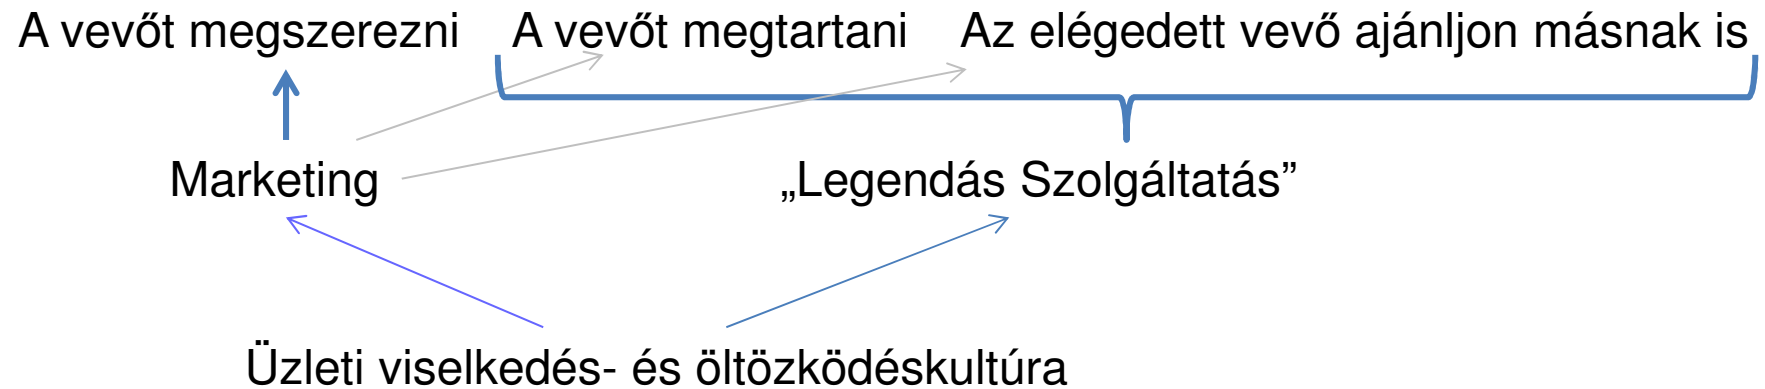 A vevőt megszerezni A vevőt megtartani Az elégedett vevő ajánljon másnak is
Marketing „Legendás Szolgáltatás”
Üzleti viselkedés- és öltözködéskultúra